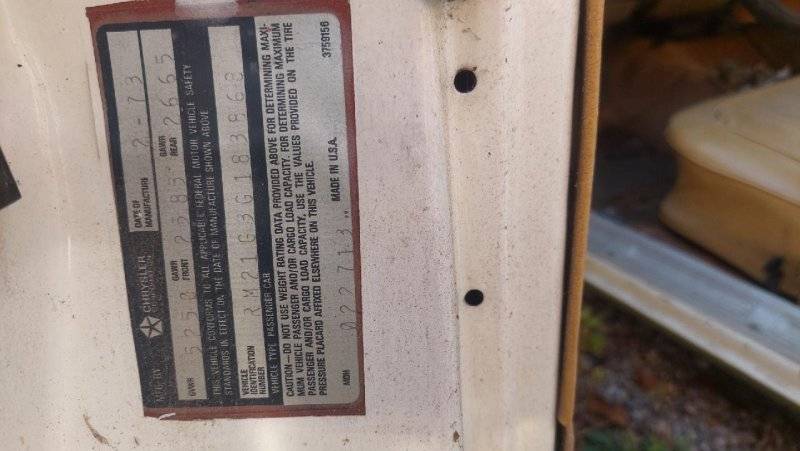 MFD BY CHRYSLER CORPORATION DATE OF MANUFACTURE 2-73
GVWR 5250 GAWR FRONT 2585 GAWR REAR 2665
THIS VEHICLE CONFORMS TO ALL APPLICABLE FEDERAL MOTOR VEHICLE SAFETY
STANDARDS IN EFFECT ON THE DATE OF MANUFACTURE SHOWN ABOVE
VEHICLE IDENTIFICATION NUMBER RM21G3G183868
VEHICLE TYPE PASSENGER CAR
CAUTION—DO NOT USE WEIGHT RATING DATA PROVIDED ABOVE FOR DETERMINING MAXI-
MUM VEHICLE PASSENGER AND/OR CARGO LOAD CAPACITY. FOR DETERMINING MAXIMUM
PASSENGER AND/OR CARGO LOAD CAPACITY, USE THE VALUES PROVIDED ON THE TIRE
PRESSURE PLACARD AFFIXED ELSEWHERE ON THIS VEHICLE.
MDH 022713 MADE IN U.S.A. 3759156